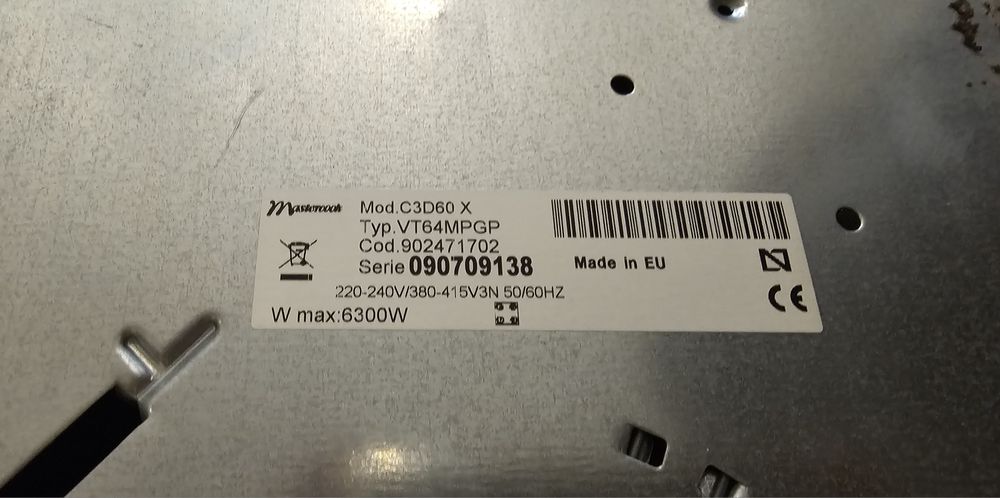 Mastercook
Mod.C3D60 X
Typ.VT64MPGP
Cod.902471702
Serie 090709138
Made in EU
220-240V/380-415V3N 50/60HZ
W max:6300W
N
CE